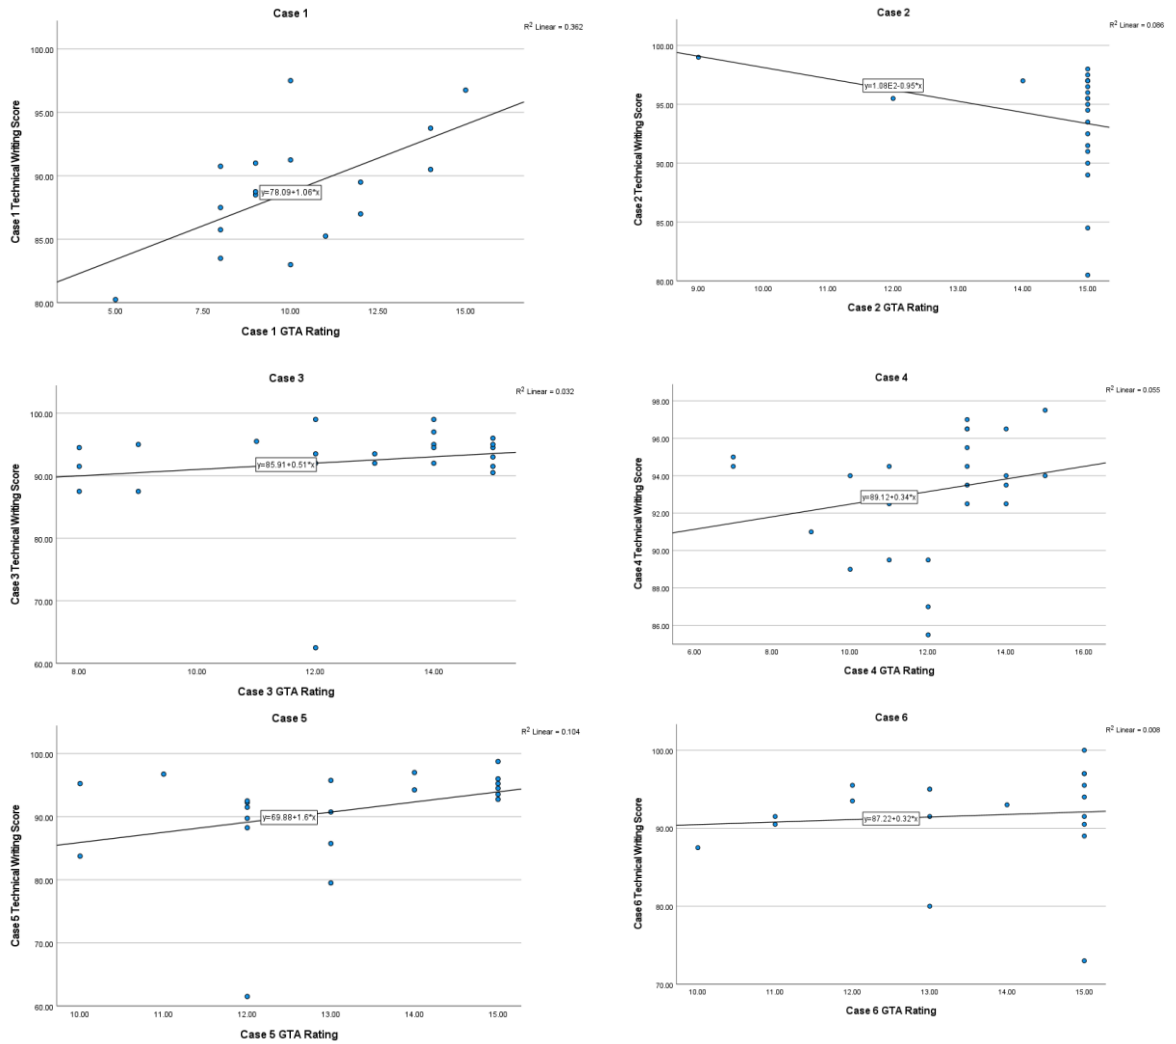 Case 1
R² Linear = 0.362
100.00
95.00
90.00
85.00
80.00
Case 1 Technical Writing Score
y=78.09+1.06*x
5.00 7.50 10.00 12.50 15.00
Case 1 GTA Rating
Case 2
R² Linear = 0.086
100.00
95.00
90.00
85.00
80.00
Case 2 Technical Writing Score
y=1.08E2-0.95*x
9.00 10.00 11.00 12.00 13.00 14.00 15.00
Case 2 GTA Rating
Case 3
R² Linear = 0.032
100.00
90.00
80.00
70.00
60.00
Case 3 Technical Writing Score
y=85.91+0.51*x
8.00 10.00 12.00 14.00
Case 3 GTA Rating
Case 4
R² Linear = 0.055
98.00
96.00
94.00
92.00
90.00
88.00
86.00
Case 4 Technical Writing Score
y=89.12+0.34*x
6.00 8.00 10.00 12.00 14.00 16.00
Case 4 GTA Rating
Case 5
R² Linear = 0.104
100.00
90.00
80.00
70.00
60.00
Case 5 Technical Writing Score
y=69.88+1.6*x
10.00 11.00 12.00 13.00 14.00 15.00
Case 5 GTA Rating
Case 6
R² Linear = 0.008
100.00
90.00
80.00
70.00
Case 6 Technical Writing Score
y=87.22+0.32*x
10.00 11.00 12.00 13.00 14.00 15.00
Case 6 GTA Rating